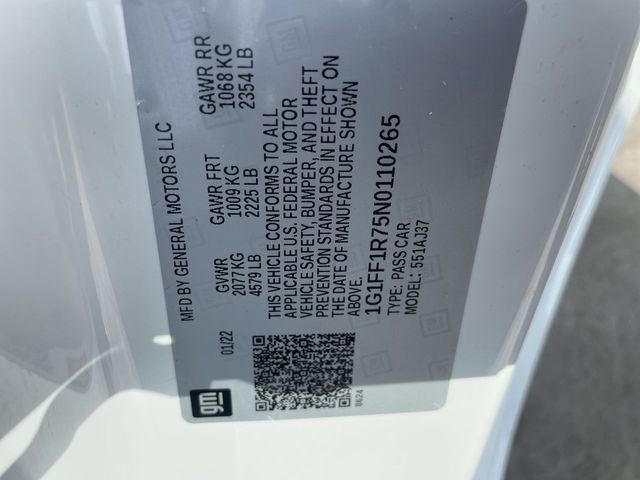 MFD BY GENERAL MOTORS LLC
gm
01/22
GVWR
2077 KG
4579 LB
GAWR FRT
1009 KG
2225 LB
GAWR RR
1068 KG
2354 LB
THIS VEHICLE CONFORMS TO ALL
APPLICABLE U.S. FEDERAL MOTOR
VEHICLE SAFETY, BUMPER, AND THEFT
PREVENTION STANDARDS IN EFFECT ON
THE DATE OF MANUFACTURE SHOWN
ABOVE.
1G1FF1R75N0110265
TYPE: PASS CAR
MODEL: 551AJ37
8624